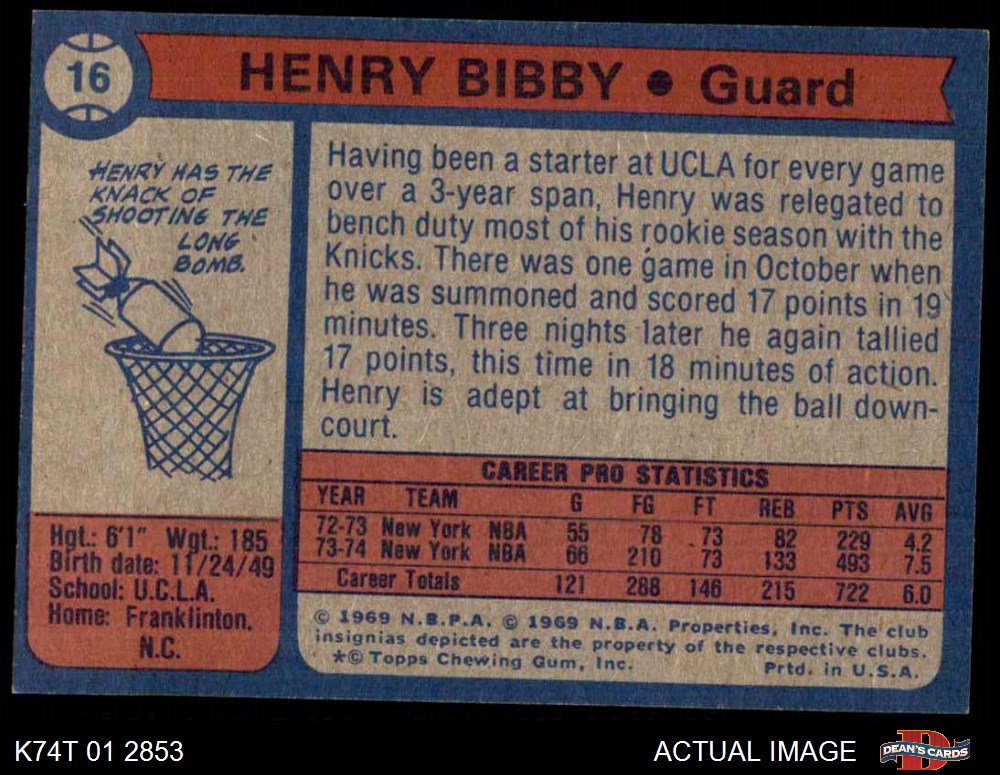 16
HENRY BIBBY • Guard
HENRY HAS THE
KNACK OF
SHOOTING THE
LONG
BOMB.
Having been a starter at UCLA for every game
over a 3-year span, Henry was relegated to
bench duty most of his rookie season with the
Knicks. There was one game in October when
he was summoned and scored 17 points in 19
minutes. Three nights later he again tallied
17 points, this time in 18 minutes of action.
Henry is adept at bringing the ball down-
court.
Hgt.: 6'1" Wgt.: 185
Birth date: 11/24/49
School: U.C.L.A.
Home: Franklinton,
N.C.
CAREER PRO STATISTICS
YEAR TEAM G FG FT REB PTS AVG
72-73 New York NBA 55 78 73 82 229 4.2
73-74 New York NBA 66 210 73 133 493 7.5
Career Totals 121 288 146 215 722 6.0
© 1969 N.B.P.A. © 1969 N.B.A. Properties, Inc. The club
insignias depicted are the property of the respective clubs.
*© Topps Chewing Gum, Inc. Prtd. in U.S.A.
K74T 01 2853 ACTUAL IMAGE DEAN'S CARDS